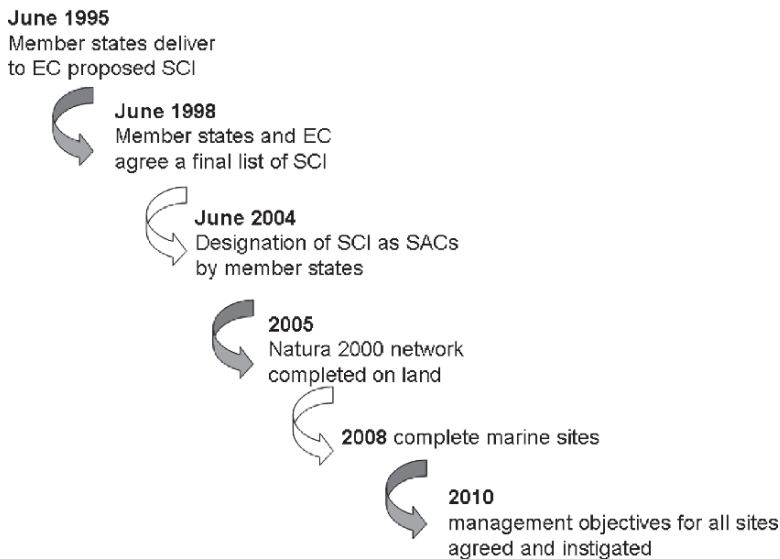 June 1995
Member states deliver
to EC proposed SCI
June 1998
Member states and EC
agree a final list of SCI
June 2004
Designation of SCI as SACs
by member states
2005
Natura 2000 network
completed on land
2008 complete marine sites
2010
management objectives for all sites
agreed and instigated